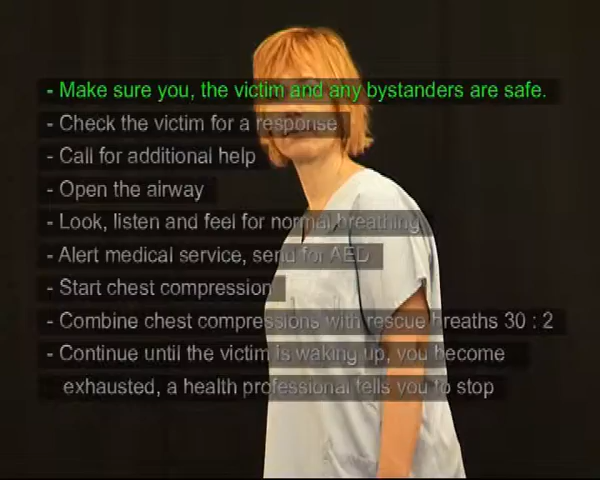 - Make sure you, the victim and any bystanders are safe.
- Check the victim for a response
- Call for additional help
- Open the airway
- Look, listen and feel for normal breathing
- Alert medical service, send for AED
- Start chest compression
- Combine chest compressions with rescue breaths 30 : 2
- Continue until the victim is waking up, you become
exhausted, a health professional tells you to stop